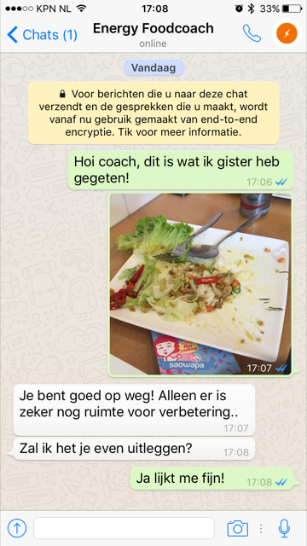 KPN NL
17:08
33%
Chats (1)
Energy Foodcoach
online
Vandaag
Voor berichten die u naar deze chat
verzendt en de gesprekken die u maakt, wordt
vanaf nu gebruik gemaakt van end-to-end
encryptie. Tik voor meer informatie.
Hoi coach, dit is wat ik gister heb
gegeten!
17:06
saowapa
17:07
Je bent goed op weg! Alleen er is
zeker nog ruimte voor verbetering..
17:07
Zal ik het je even uitleggen?
17:08
Ja lijkt me fijn!
17:08